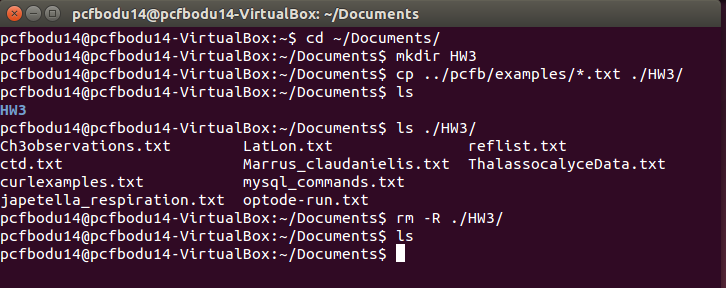 pcfbodu14@pcfbodu14-VirtualBox: ~/Documents
pcfbodu14@pcfbodu14-VirtualBox:~$ cd ~/Documents/
pcfbodu14@pcfbodu14-VirtualBox:~/Documents$ mkdir HW3
pcfbodu14@pcfbodu14-VirtualBox:~/Documents$ cp ../pcfb/examples/*.txt ./HW3/
pcfbodu14@pcfbodu14-VirtualBox:~/Documents$ ls
HW3
pcfbodu14@pcfbodu14-VirtualBox:~/Documents$ ls ./HW3/
Ch3observations.txt LatLon.txt reflist.txt
ctd.txt Marrus_claudanielis.txt ThalassocalyceData.txt
curlexamples.txt mysql_commands.txt
japetella_respiration.txt optode-run.txt
pcfbodu14@pcfbodu14-VirtualBox:~/Documents$ rm -R ./HW3/
pcfbodu14@pcfbodu14-VirtualBox:~/Documents$ ls
pcfbodu14@pcfbodu14-VirtualBox:~/Documents$